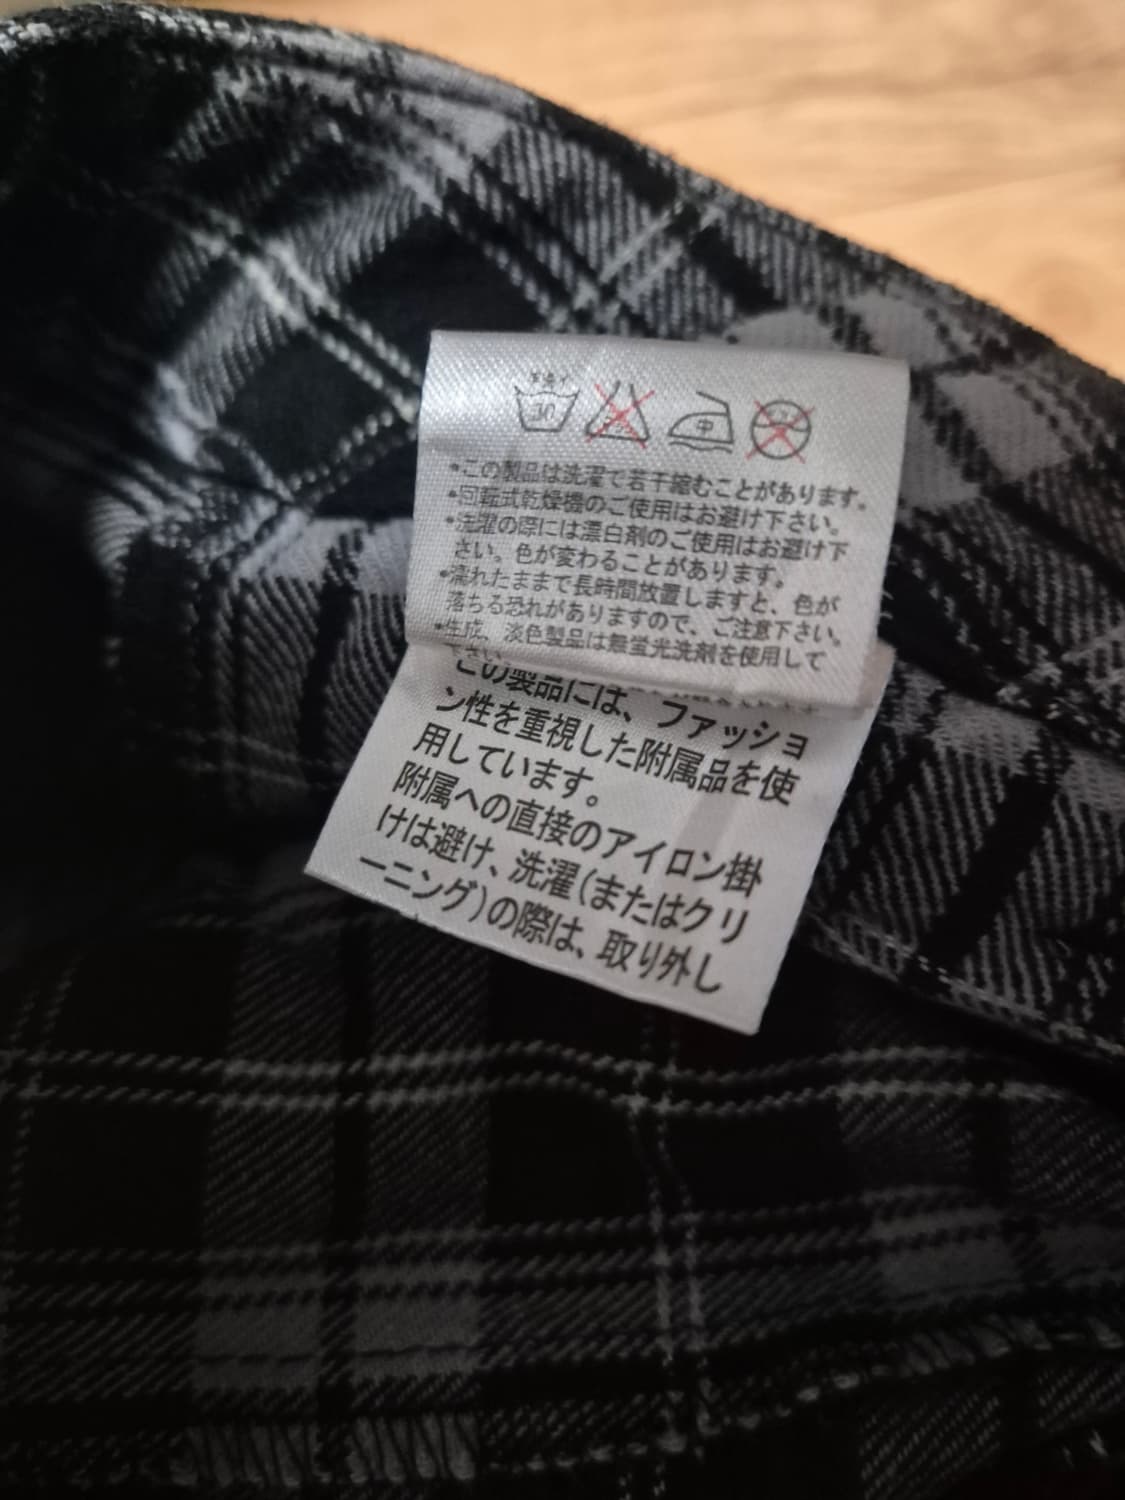 30
中
•この製品は洗濯で若干縮むことがあります。
•回転式乾燥機のご使用はお避け下さい。
•洗濯の際には漂白剤のご使用はお避け下
さい。色が変わることがあります。
•濡れたままで長時間放置しますと、色が
落ちる恐れがありますので、ご注意下さい。
•生成、淡色製品は無蛍光洗剤を使用して
下さい。
この製品には、ファッショ
ン性を重視した附属品を使
用しています。
附属への直接のアイロン掛
けは避け、洗濯(またはクリ
ーニング)の際は、取り外し